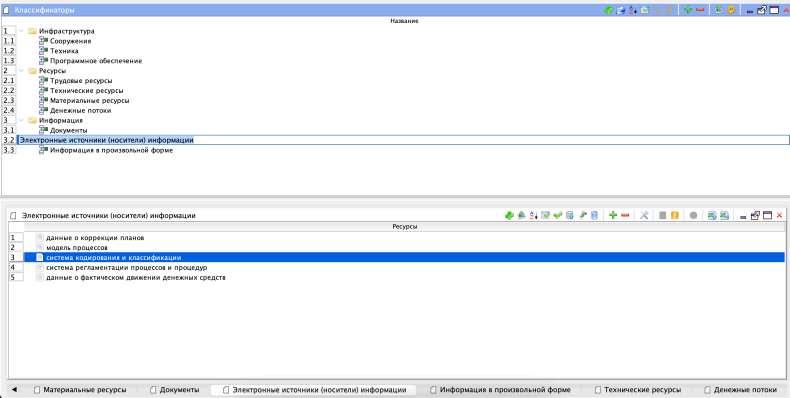 Классификаторы
Название
1 Инфраструктура
1.1 Сооружения
1.2 Техника
1.3 Программное обеспечение
2 Ресурсы
2.1 Трудовые ресурсы
2.2 Технические ресурсы
2.3 Материальные ресурсы
2.4 Денежные потоки
3 Информация
3.1 Документы
3.2 Электронные источники (носители) информации
3.3 Информация в произвольной форме
Электронные источники (носители) информации
Ресурсы
1 данные о коррекции планов
2 модель процессов
3 система кодирования и классификации
4 система регламентации процессов и процедур
5 данные о фактическом движении денежных средств
Материальные ресурсы Документы Электронные источники (носители) информации Информация в произвольной форме Технические ресурсы Денежные потоки